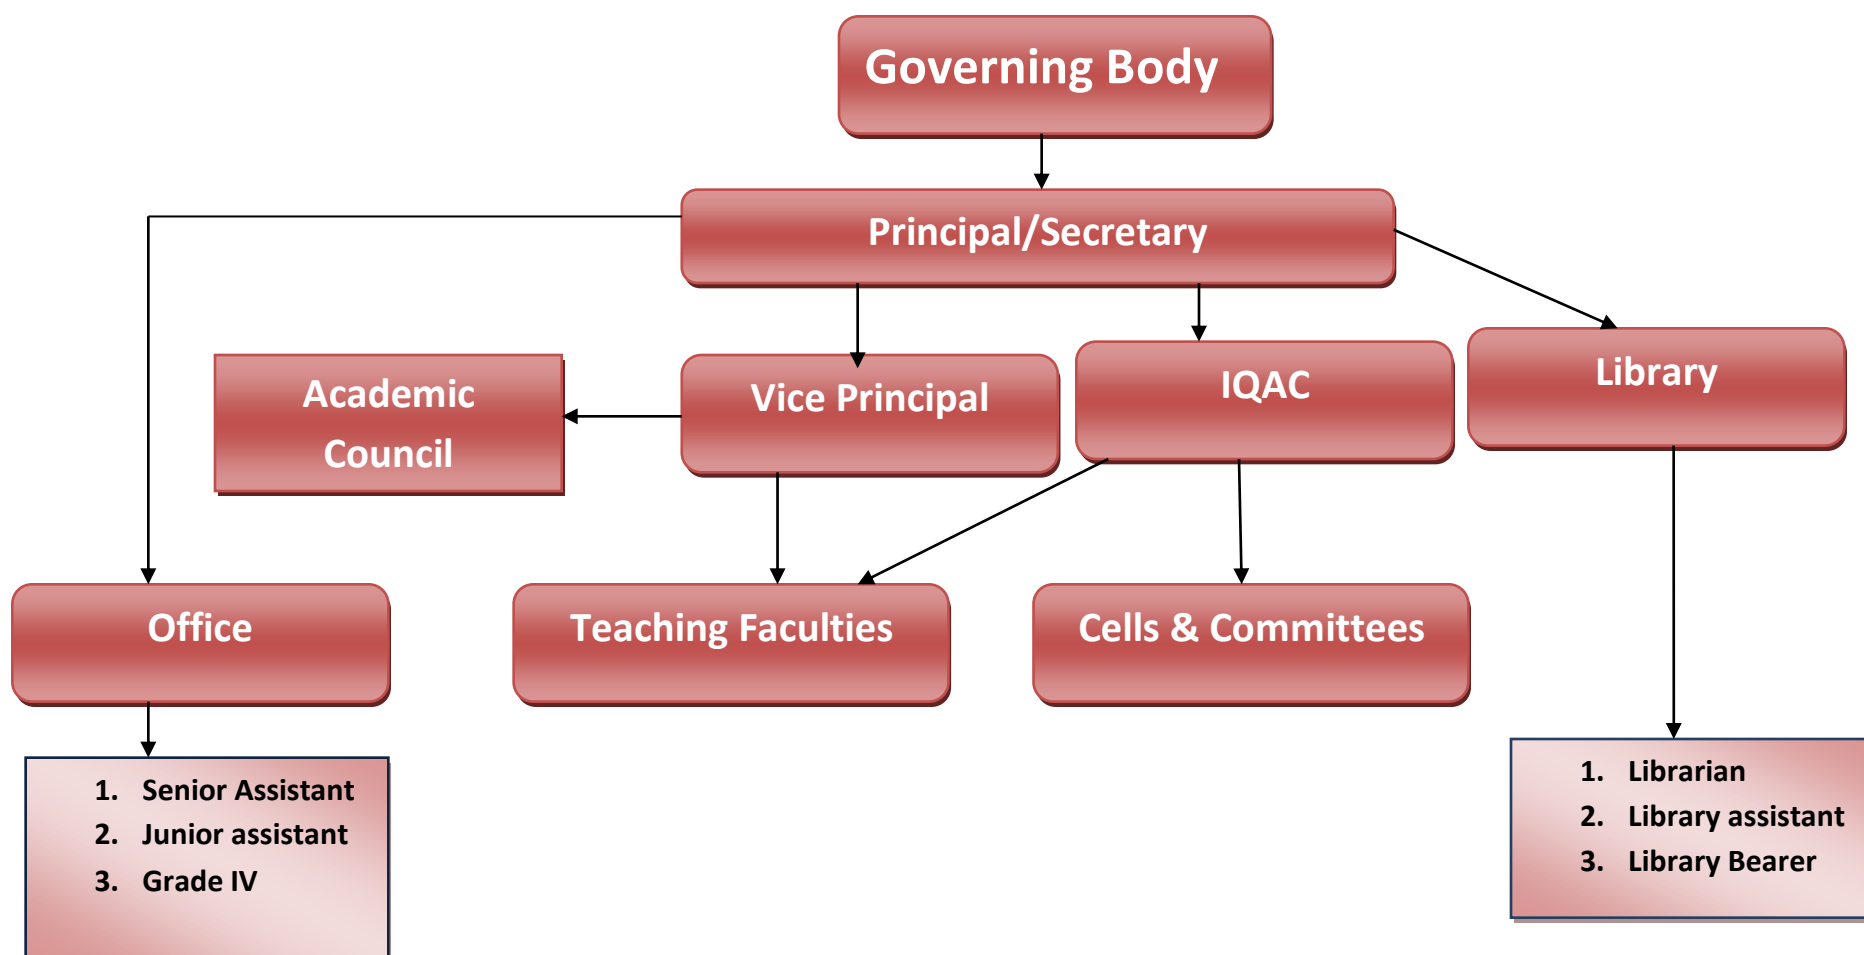 Governing Body
Principal/Secretary
Academic
Council
Vice Principal
IQAC
Library
Office
Teaching Faculties
Cells & Committees
1. Senior Assistant
2. Junior assistant
3. Grade IV
1. Librarian
2. Library assistant
3. Library Bearer